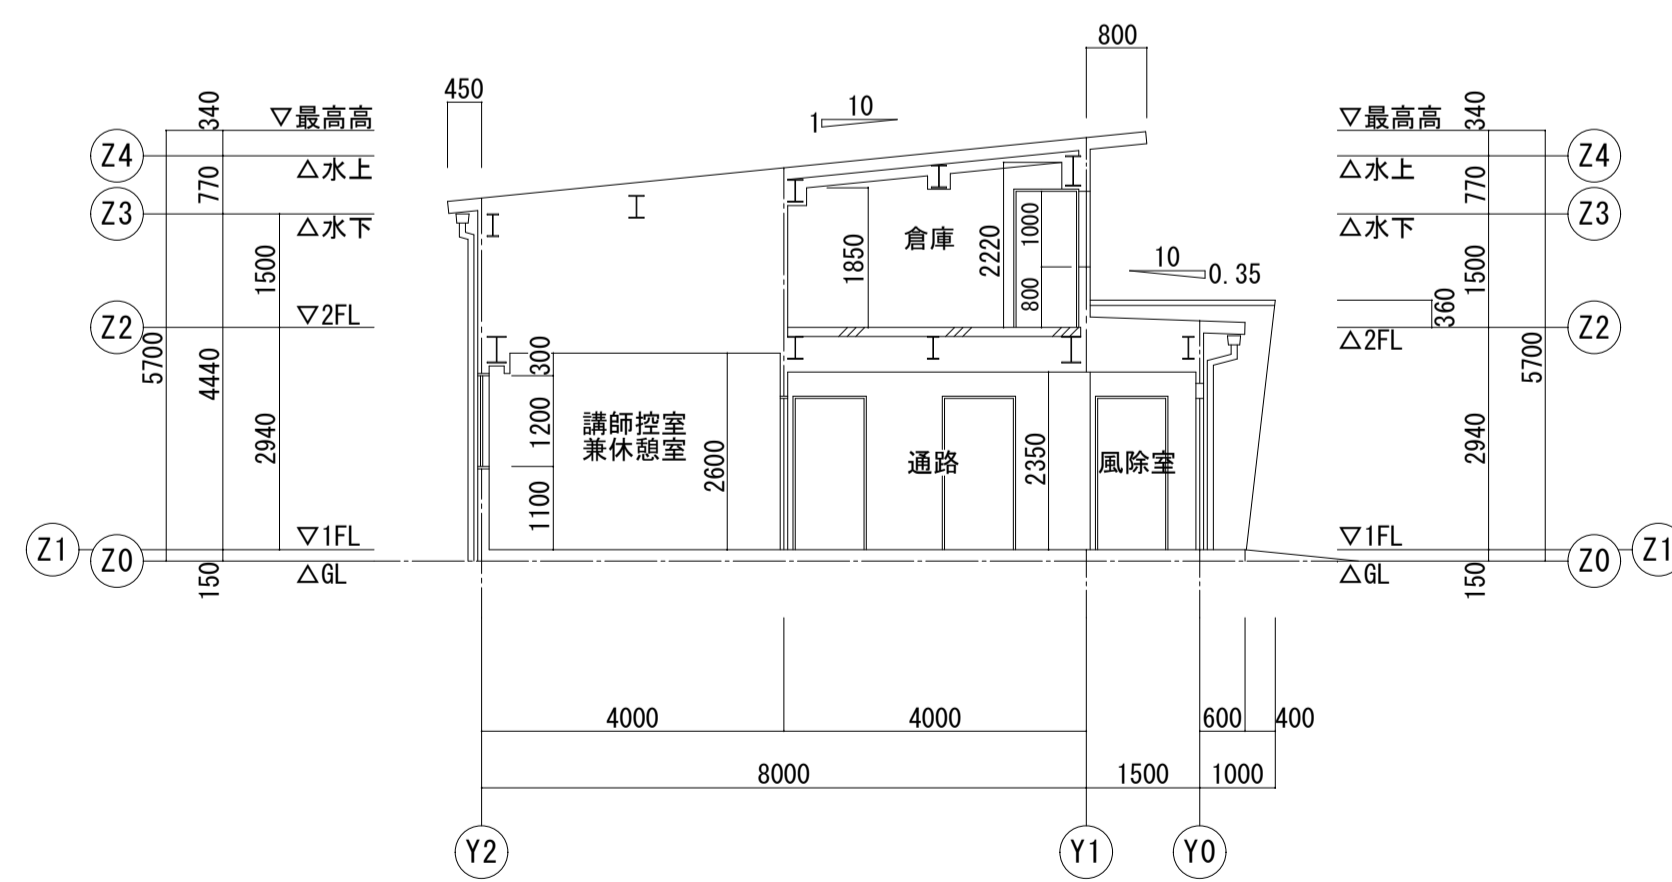 800
450
10
1
340
▽最高高
▽最高高
340
Z4
△水上
△水上
Z4
770
770
Z3
△水下
△水下
Z3
倉庫
1850
2220
1000
800
10
0.35
1500
1500
360
▽2FL
Z2
△2FL
Z2
5700
4440
2940
300
1200
1100
講師控室
兼休憩室
2600
通路
2350
風除室
2940
5700
Z1
▽1FL
▽1FL
Z1
Z0
△GL
△GL
Z0
150
150
4000
4000
600
400
8000
1500
1000
Y2
Y1
Y0